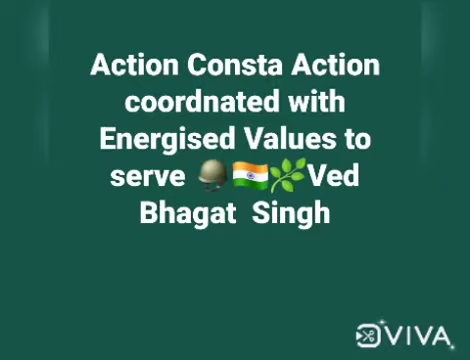 Action Consta Action
coordnated with
Energised Values to
serve 🪖🇮🇳🌿Ved
Bhagat Singh
VIVA